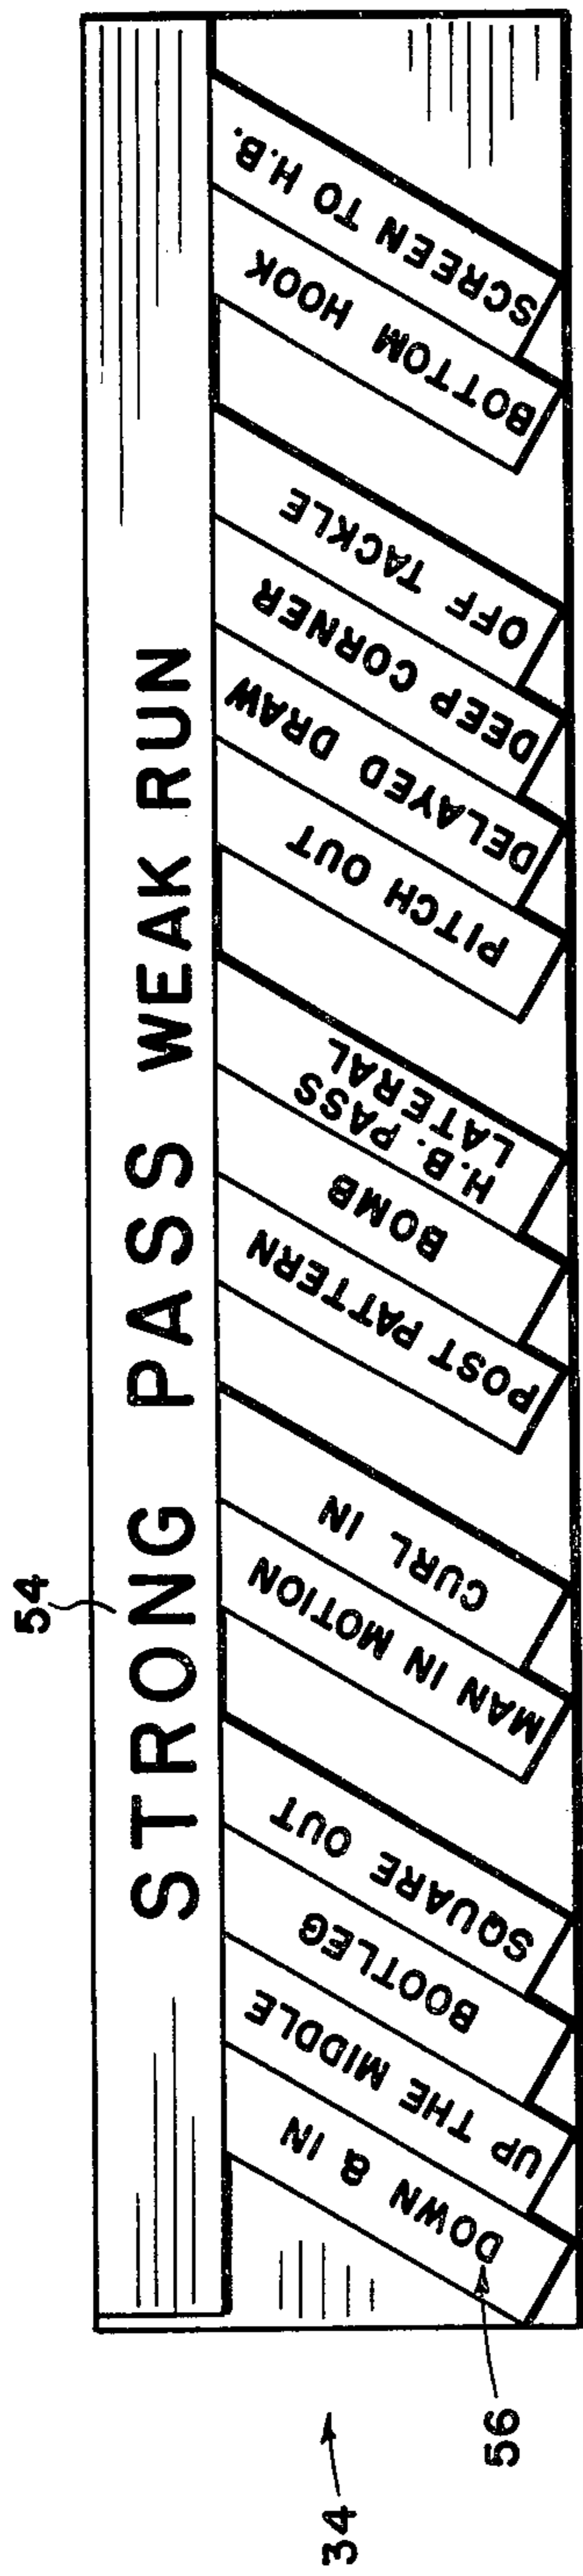 54
STRONG PASS WEAK RUN
DOWN & IN
UP THE MIDDLE
BOOTLEG
SQUARE OUT
MAN IN MOTION
CURL IN
POST PATTERN
BOMB
H.B. PASS
LATERAL
PITCH OUT
DELAYED DRAW
DEEP CORNER
OFF TACKLE
BOTTOM HOOK
SCREEN TO H.B.
56
34